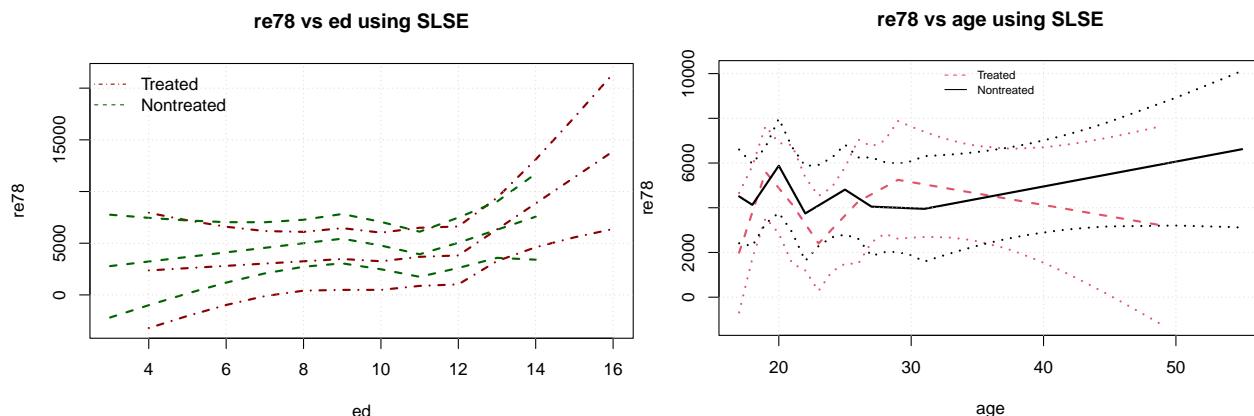 re78 vs ed using SLSE
Treated
Nontreated
15000
5000
0
re78
4 6 8 10 12 14 16
ed
re78 vs age using SLSE
Treated
Nontreated
10000
6000
2000
0
re78
20 30 40 50
age